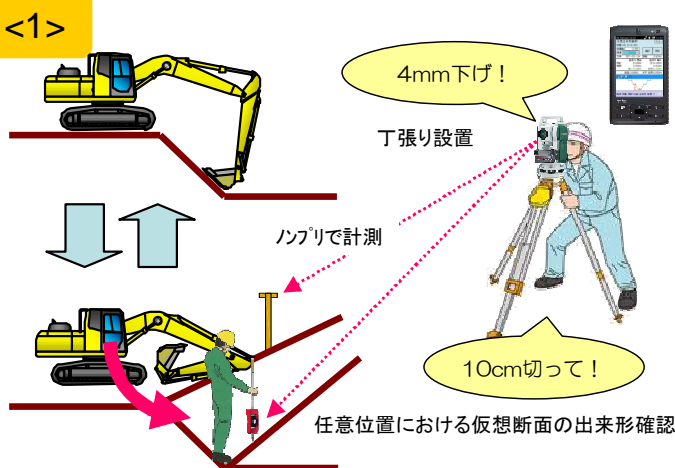 <1>
4mm下げ！
丁張り設置
ﾉﾝﾌﾟﾘで計測
10cm切って！
任意位置における仮想断面の出来形確認